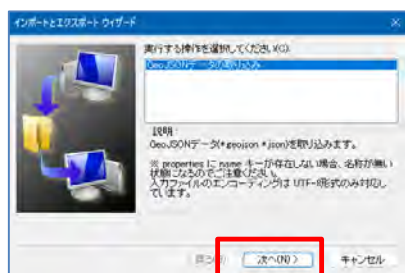 インポートとエクスポート ウィザード
実行する操作を選択してください(C):
GeoJSONデータの取り込み
説明:
GeoJSONデータ(*.geojson *.json)を取り込みます。
※ properties に name キーが存在しない場合、名称が無い
状態になるのでご注意ください。
入力ファイルのエンコーディングは UTF-8形式のみ対応し
ています。
次へ(N) >
キャンセル